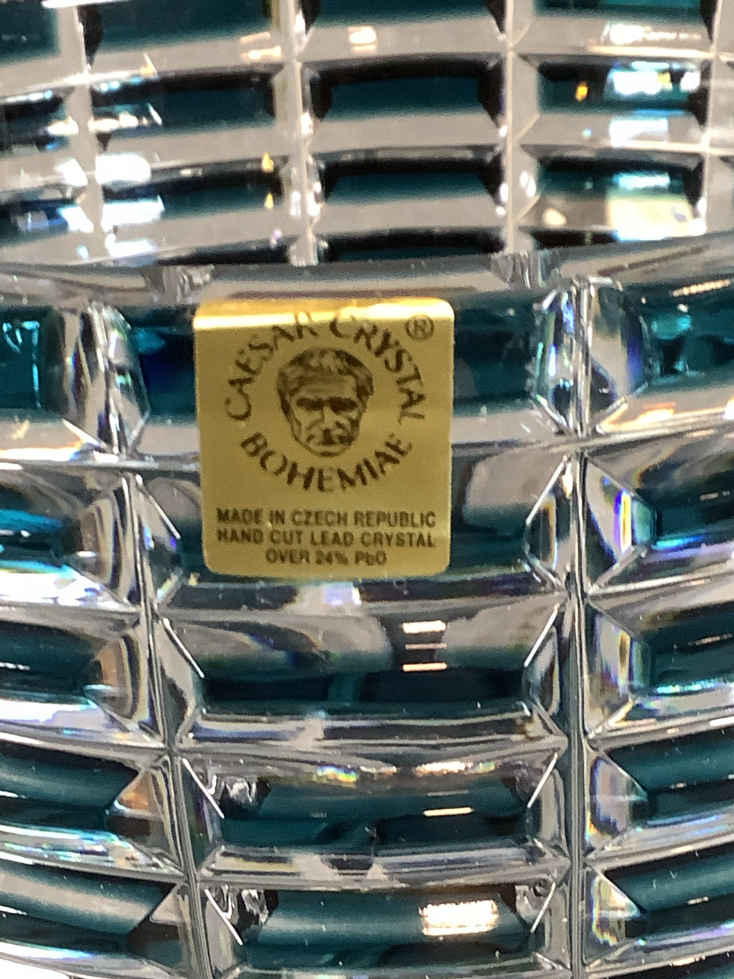 CAESAR CRYSTAL ®
BOHEMIAE
MADE IN CZECH REPUBLIC
HAND CUT LEAD CRYSTAL
OVER 24% PbO